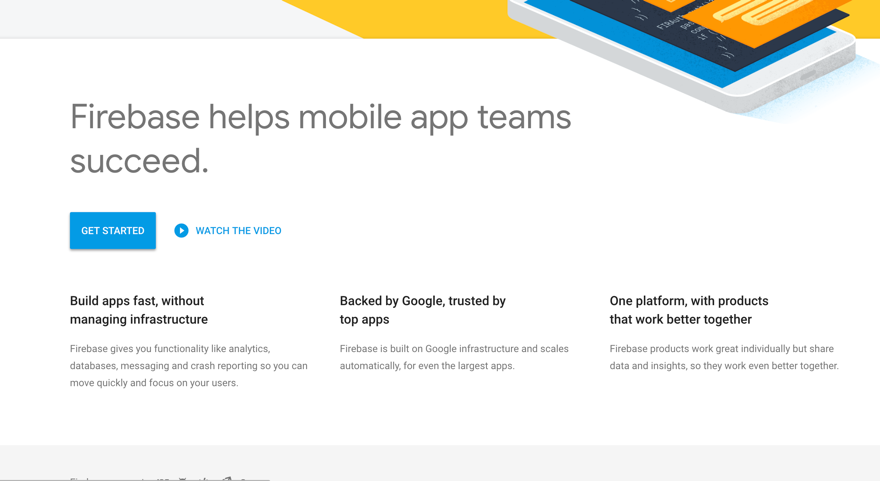 Firebase helps mobile app teams
succeed.
GET STARTED
WATCH THE VIDEO
Build apps fast, without
managing infrastructure
Firebase gives you functionality like analytics,
databases, messaging and crash reporting so you can
move quickly and focus on your users.
Backed by Google, trusted by
top apps
Firebase is built on Google infrastructure and scales
automatically, for even the largest apps.
One platform, with products
that work better together
Firebase products work great individually but share
data and insights, so they work even better together.